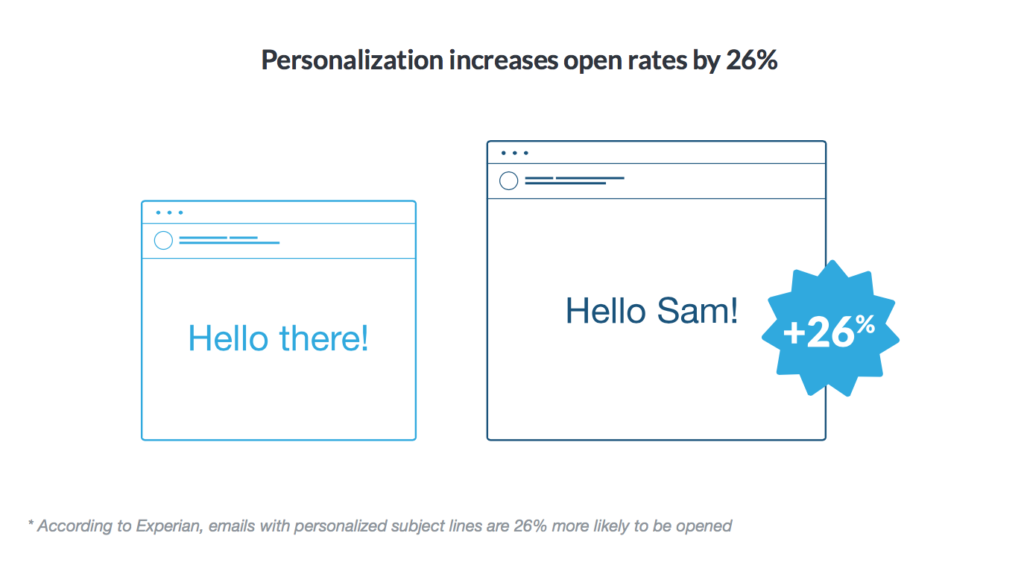 Personalization increases open rates by 26%
Hello there!
Hello Sam!
+26%
* According to Experian, emails with personalized subject lines are 26% more likely to be opened